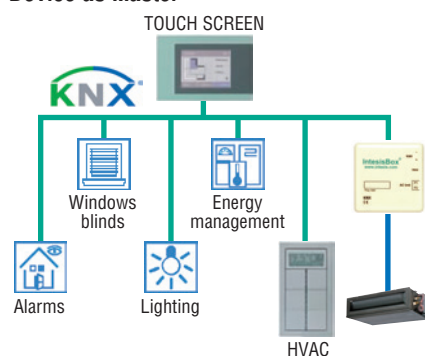 Device as Master
TOUCH SCREEN
KNX
IntesisBox®
Windows
blinds
Energy
management
Alarms
Lighting
HVAC